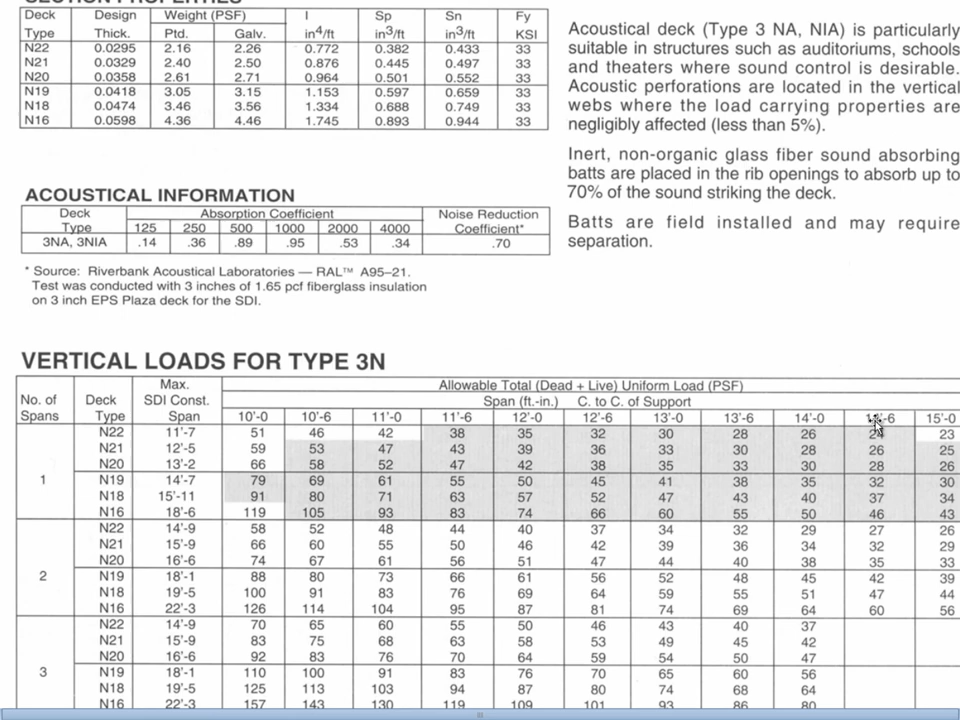 Deck Design Weight (PSF) I Sp Sn Fy
Type Thick. Ptd. Galv. in4/ft in3/ft in3/ft KSI
N22 0.0295 2.16 2.26 0.772 0.382 0.433 33
N21 0.0329 2.40 2.50 0.876 0.445 0.497 33
N20 0.0358 2.61 2.71 0.964 0.501 0.552 33
N19 0.0418 3.05 3.15 1.153 0.597 0.659 33
N18 0.0474 3.46 3.56 1.334 0.688 0.749 33
N16 0.0598 4.36 4.46 1.745 0.893 0.944 33
Acoustical deck (Type 3 NA, NIA) is particularly
suitable in structures such as auditoriums, schools
and theaters where sound control is desirable.
Acoustic perforations are located in the vertical
webs where the load carrying properties are
negligibly affected (less than 5%).
Inert, non-organic glass fiber sound absorbing
batts are placed in the rib openings to absorb up to
70% of the sound striking the deck.
Batts are field installed and may require
separation.
ACOUSTICAL INFORMATION
Deck Absorption Coefficient Noise Reduction
Type 125 250 500 1000 2000 4000 Coefficient*
3NA, 3NIA .14 .36 .89 .95 .53 .34 .70
* Source: Riverbank Acoustical Laboratories — RAL™ A95–21.
Test was conducted with 3 inches of 1.65 pcf fiberglass insulation
on 3 inch EPS Plaza deck for the SDI.
VERTICAL LOADS FOR TYPE 3N
Max. Allowable Total (Dead + Live) Uniform Load (PSF)
No. of Deck SDI Const. Span (ft.-in.) C. to C. of Support
Spans Type Span 10'-0 10'-6 11'-0 11'-6 12'-0 12'-6 13'-0 13'-6 14'-0 15'-0
N22 11'-7 51 46 42 38 35 32 30 28 26 24 23
N21 12'-5 59 53 47 43 39 36 33 30 28 26 25
N20 13'-2 66 58 52 47 42 38 35 33 30 28 26
1 N19 14'-7 79 69 61 55 50 45 41 38 35 32 30
N18 15'-11 91 80 71 63 57 52 47 43 40 37 34
N16 18'-6 119 105 93 83 74 66 60 55 50 46 43
N22 14'-9 58 52 48 44 40 37 34 32 29 27 26
N21 15'-9 66 60 55 50 46 42 39 36 34 32 29
N20 16'-6 74 67 61 56 51 47 44 40 38 35 33
2 N19 18'-1 88 80 73 66 61 56 52 48 45 42 39
N18 19'-5 100 91 83 76 69 64 59 55 51 47 44
N16 22'-3 126 114 104 95 87 81 74 69 64 60 56
N22 14'-9 70 65 60 55 50 46 43 40 37
N21 15'-9 83 75 68 63 58 53 49 45 42
N20 16'-6 92 83 76 70 64 59 54 50 47
3 N19 18'-1 110 100 91 83 76 70 65 60 56
N18 19'-5 125 113 103 94 87 80 74 68 64
N16 22'-3 157 143 130 119 109 101 93 86 80